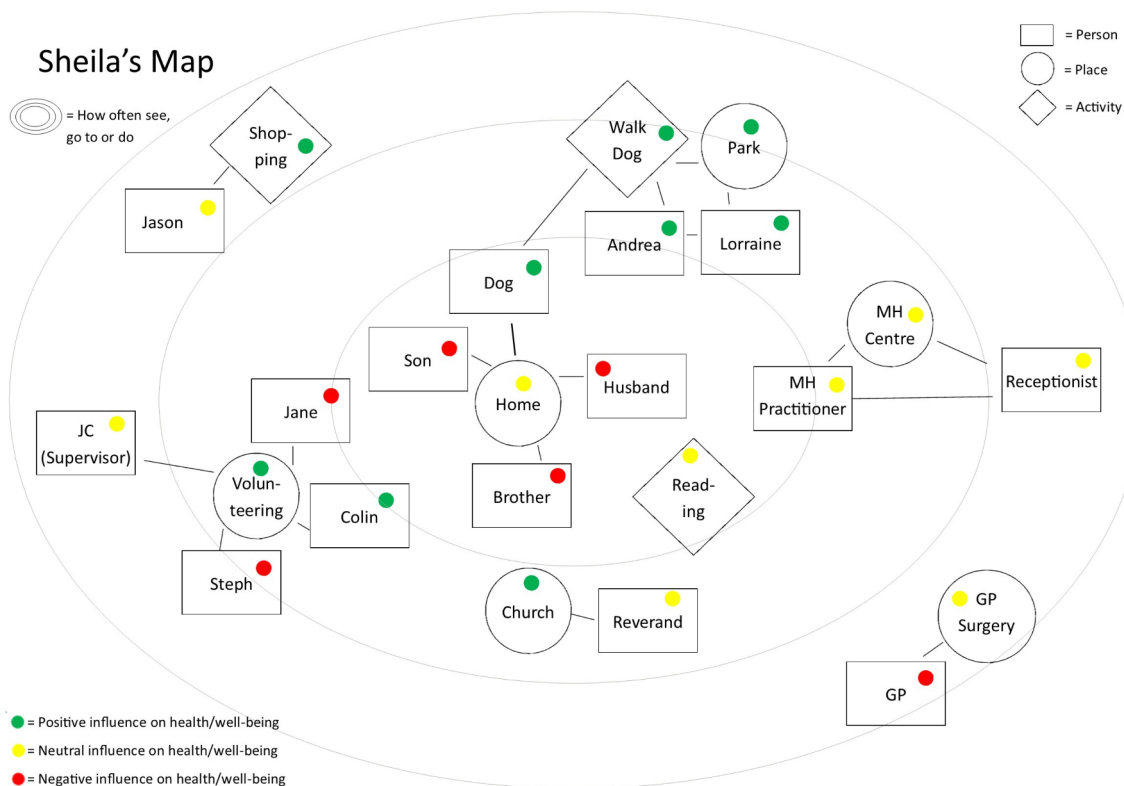 Sheila's Map
= How often see,
go to or do
= Person
= Place
= Activity
Shop-
ping
Jason
Walk
Dog
Park
Andrea
Lorraine
Dog
Son
Home
Husband
Brother
Read-
ing
MH
Centre
MH
Practitioner
Receptionist
Jane
JC
(Supervisor)
Volun-
teering
Colin
Steph
Church
Reverand
GP
Surgery
GP
= Positive influence on health/well-being
= Neutral influence on health/well-being
= Negative influence on health/well-being